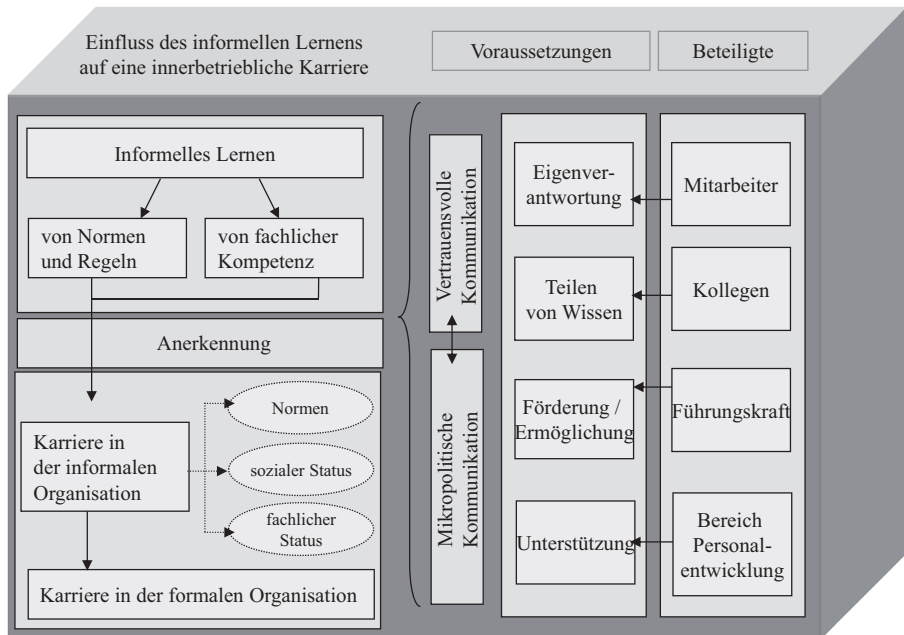 Einfluss des informellen Lernens
auf eine innerbetriebliche Karriere
Voraussetzungen
Beteiligte
Informelles Lernen
von Normen
und Regeln
von fachlicher
Kompetenz
Anerkennung
Karriere in
der informalen
Organisation
Normen
sozialer Status
fachlicher
Status
Karriere in der formalen Organisation
Vertrauensvolle
Kommunikation
Mikropolitische
Kommunikation
Eigenver-
antwortung
Teilen
von Wissen
Förderung /
Ermöglichung
Unterstützung
Mitarbeiter
Kollegen
Führungskraft
Bereich
Personal-
entwicklung